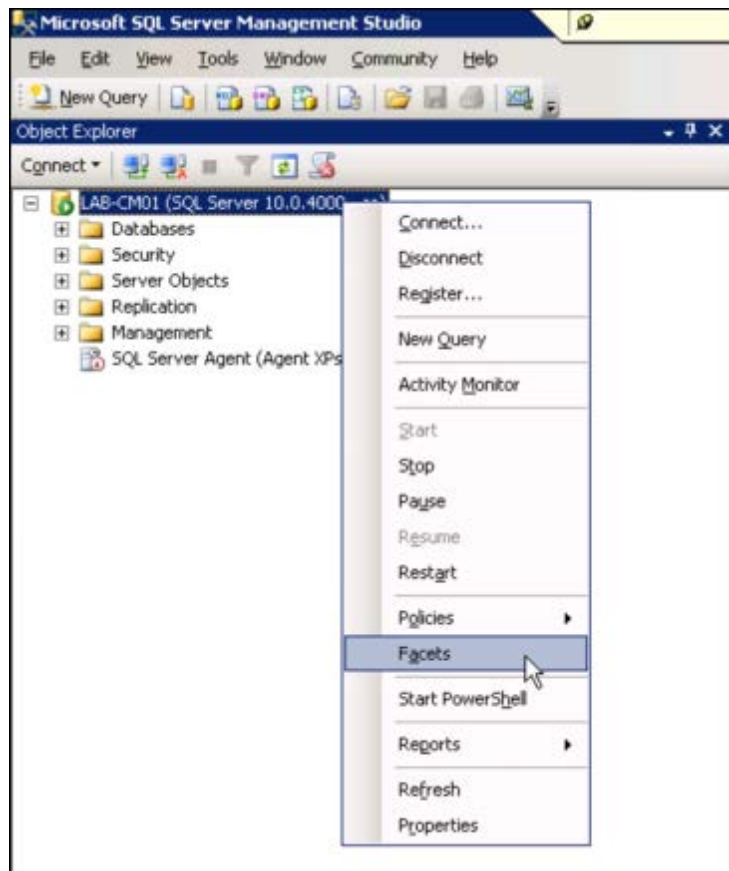 Microsoft SQL Server Management Studio
File Edit View Tools Window Community Help
New Query
Object Explorer
Connect
LAB-CM01 (SQL Server 10.0.4000
Databases
Security
Server Objects
Replication
Management
SQL Server Agent (Agent XPs
Connect...
Disconnect
Register...
New Query
Activity Monitor
Start
Stop
Pause
Resume
Restart
Policies
Facets
Start PowerShell
Reports
Refresh
Properties